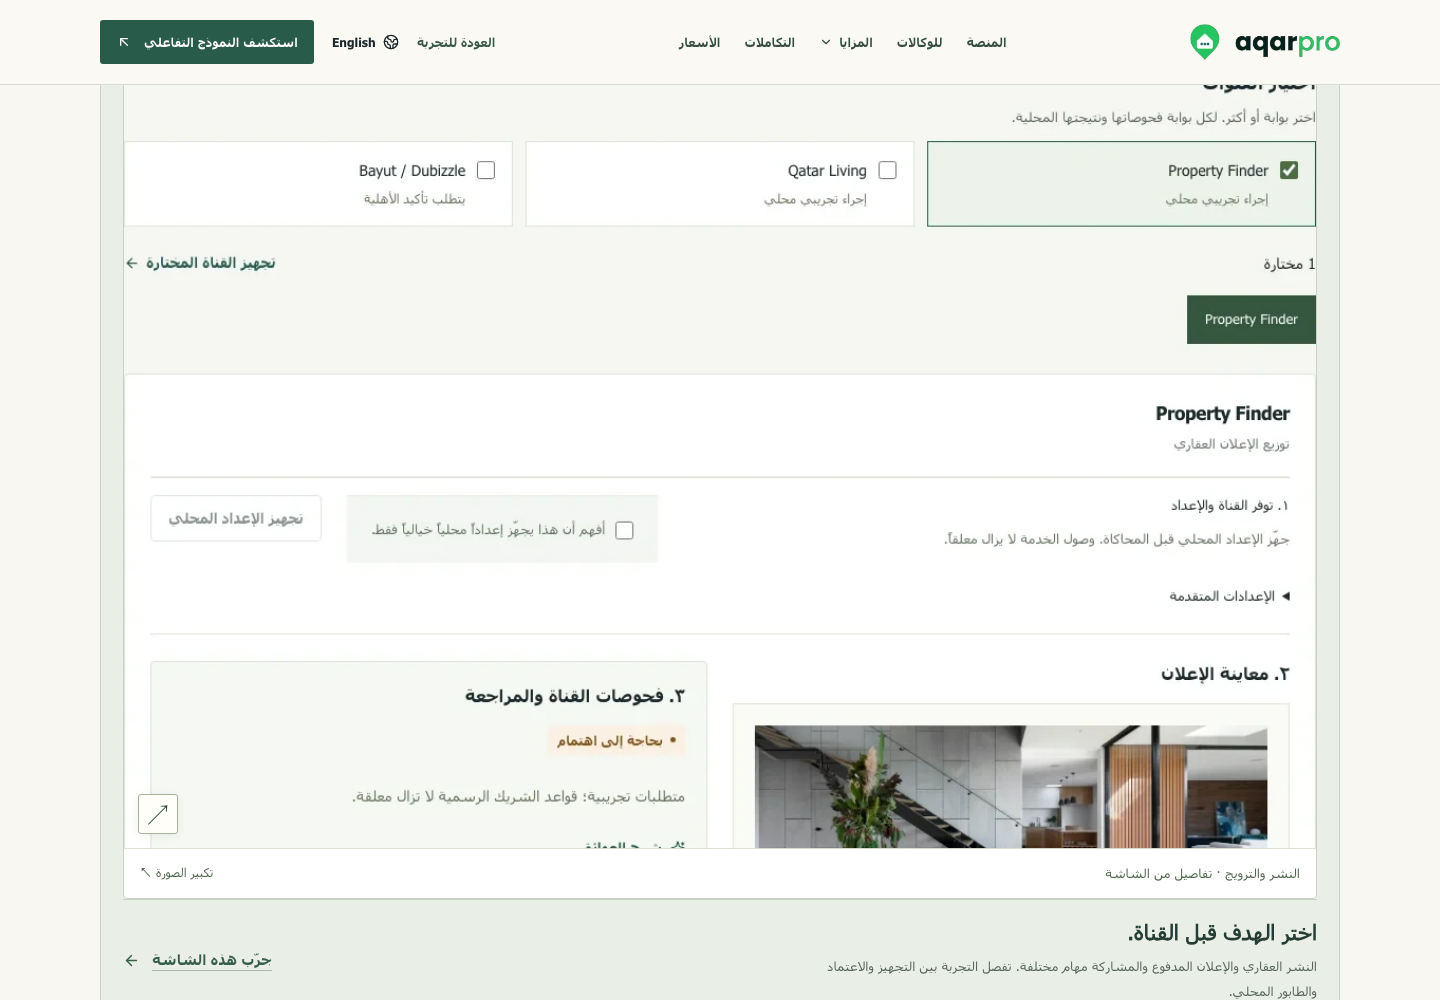 aqarpro
المنصة
للوكالات
المزايا
التكاملات
الأسعار
العودة للتجربة
English
استكشف النموذج التفاعلي
اختر بوابة أو أكثر. لكل بوابة فحوصاتها ونتيجتها المحلية.
Property Finder
إجراء تجريبي محلي
Qatar Living
إجراء تجريبي محلي
Bayut / Dubizzle
يتطلب تأكيد الأهلية
1 مختارة
تجهيز القناة المختارة
Property Finder
Property Finder
توزيع الإعلان العقاري
١. توفر القناة والإعداد
جهّز الإعداد المحلي قبل المحاكاة. وصول الخدمة لا يزال معلقاً.
أفهم أن هذا يجهّز إعداداً محلياً خيالياً فقط.
تجهيز الإعداد المحلي
الإعدادات المتقدمة
٢. معاينة الإعلان
٣. فحوصات القناة والمراجعة
• بحاجة إلى اهتمام
متطلبات تجريبية؛ قواعد الشريك الرسمية لا تزال معلقة.
النشر والترويج · تفاصيل من الشاشة
تكبير الصورة
اختر الهدف قبل القناة.
النشر العقاري والإعلان المدفوع والمشاركة مهام مختلفة. تفصل التجربة بين التجهيز والاعتماد
والطابور المحلي.
جرّب هذه الشاشة